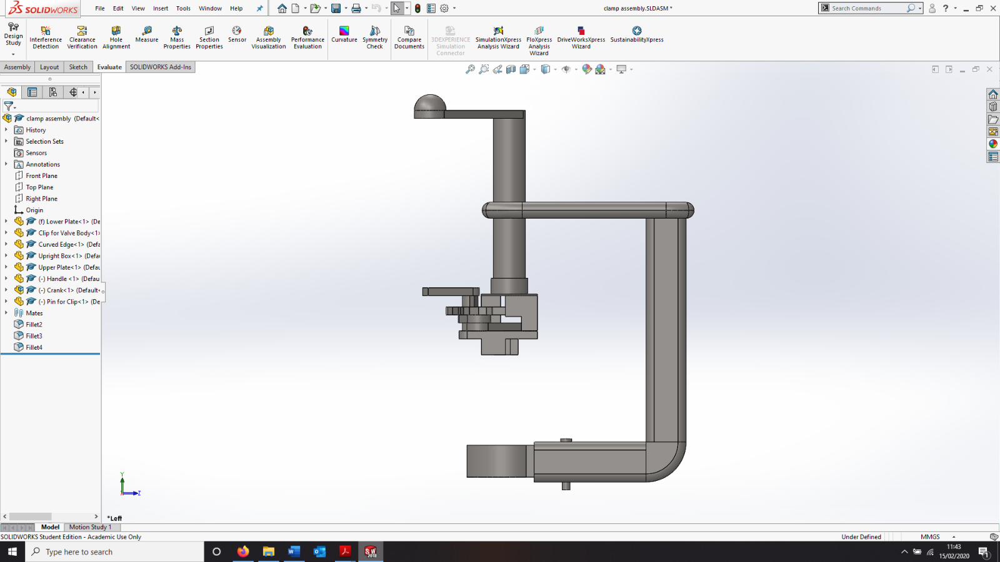 SOLIDWORKS
File Edit View Insert Tools Window Help
clamp assembly.SLDASM *
Search Commands
?
Design Study
Interference Detection
Clearance Verification
Hole Alignment
Measure
Mass Properties
Section Properties
Sensor
Assembly Visualization
Performance Evaluation
Curvature
Symmetry Check
Compare Documents
3DEXPERIENCE Simulation Connector
SimulationXpress Analysis Wizard
FloXpress Analysis Wizard
DriveWorksXpress Wizard
SustainabilityXpress
Assembly Layout Sketch Evaluate SOLIDWORKS Add-Ins
clamp assembly (Default<
History
Selection Sets
Sensors
Annotations
Front Plane
Top Plane
Right Plane
Origin
(f) Lower Plate<1> (De
Clip for Valve Body<1>
Curved Edge<1> (Defa
Upright Box<1> (Defau
Upper Plate<1> (Defau
(-) Handle <1> (Defau
(-) Crank<1> (Default<
(-) Pin for Clip<1> (De
Mates
Fillet2
Fillet3
Fillet4
Y
Z
*Left
Model Motion Study 1
SOLIDWORKS Student Edition - Academic Use Only
Under Defined
MMGS
Type here to search
SW
2018
11:43
15/02/2020
1